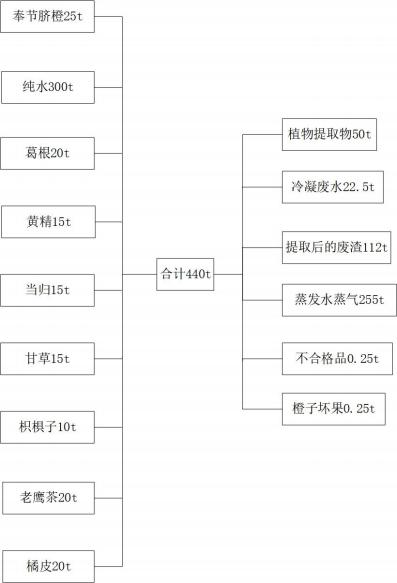 奉节脐橙25t
纯水300t
葛根20t
黄精15t
当归15t
甘草15t
枳椇子10t
老鹰茶20t
橘皮20t
合计440t
植物提取物50t
冷凝废水22.5t
提取后的废渣112t
蒸发水蒸气255t
不合格品0.25t
橙子坏果0.25t